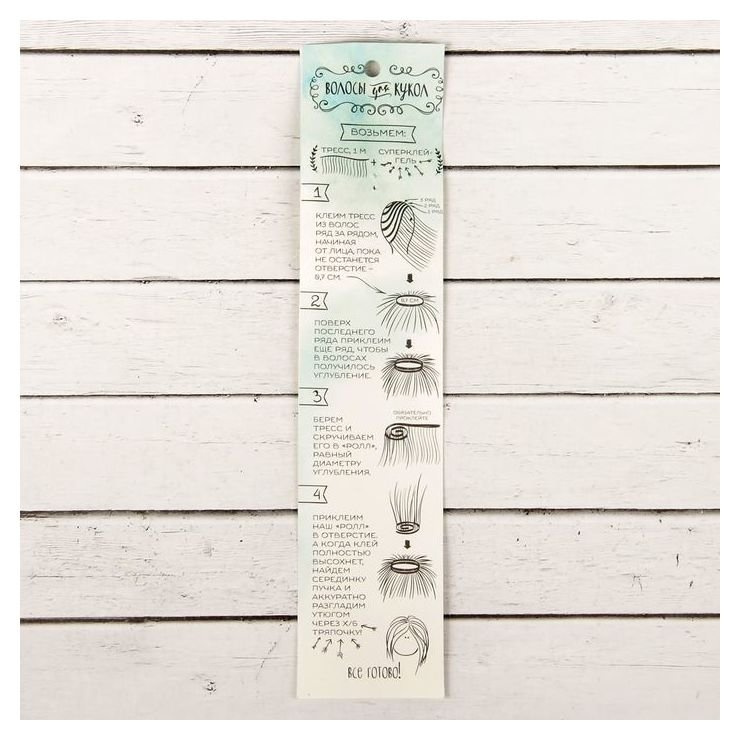 ВОЛОСЫ для КУКОЛ
ВОЗЬМЕМ:
ТРЕСС, 1 М + СУПЕРКЛЕЙ-
ГЕЛЬ
1
3 РЯД
2 РЯД
1 РЯД
КЛЕИМ ТРЕСС
ИЗ ВОЛОС
РЯД ЗА РЯДОМ,
НАЧИНАЯ
ОТ ЛИЦА, ПОКА
НЕ ОСТАНЕТСЯ
ОТВЕРСТИЕ –
0,7 СМ.
0,7 СМ
2
ПОВЕРХ
ПОСЛЕДНЕГО
РЯДА ПРИКЛЕИМ
ЕЩЕ РЯД, ЧТОБЫ
В ВОЛОСАХ
ПОЛУЧИЛОСЬ
УГЛУБЛЕНИЕ.
3
ОБЯЗАТЕЛЬНО
ПРОКЛЕЙТЕ
БЕРЕМ
ТРЕСС И
СКРУЧИВАЕМ
ЕГО В «РОЛЛ»,
РАВНЫЙ
ДИАМЕТРУ
УГЛУБЛЕНИЯ.
4
ПРИКЛЕИМ
НАШ «РОЛЛ»
В ОТВЕРСТИЕ.
А КОГДА КЛЕЙ
ПОЛНОСТЬЮ
ВЫСОХНЕТ,
НАЙДЕМ
СЕРЕДИНКУ
ПУЧКА И
АККУРАТНО
РАЗГЛАДИМ
УТЮГОМ
ЧЕРЕЗ Х/Б
ТРЯПОЧКУ!
ВСЕ ГОТОВО!